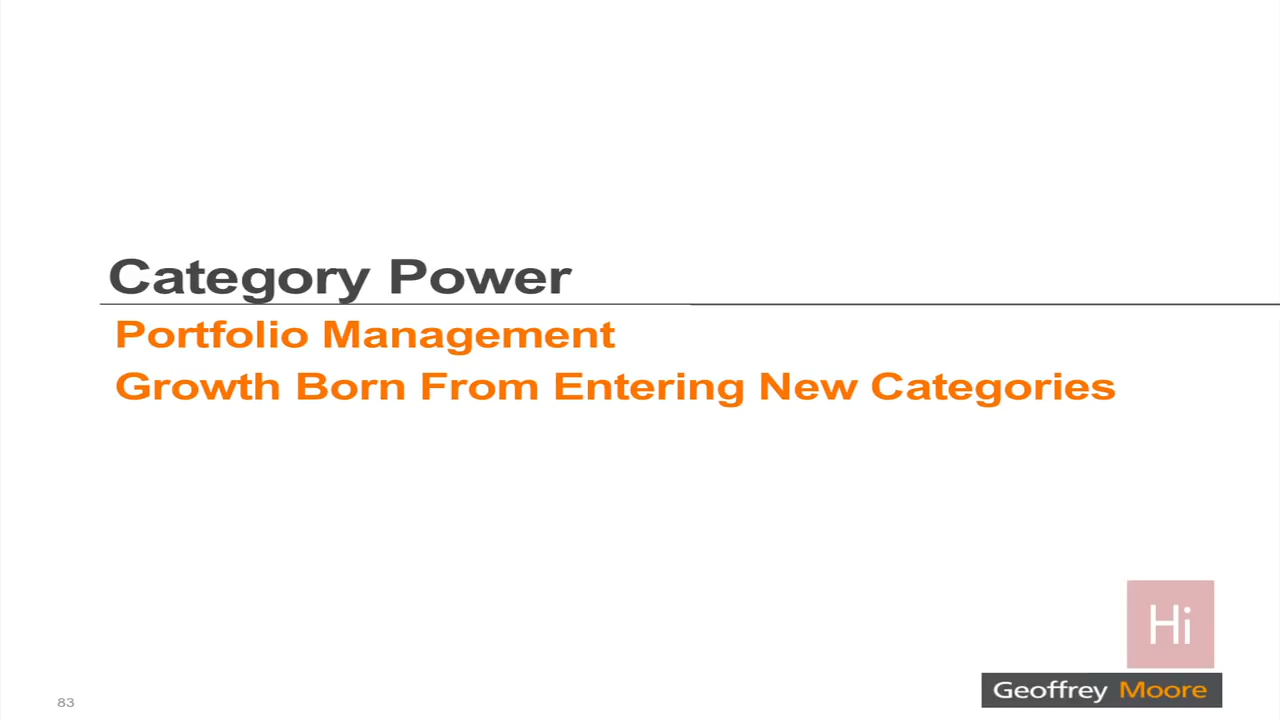 Category Power
Portfolio Management
Growth Born From Entering New Categories
Hi
Geoffrey Moore
83